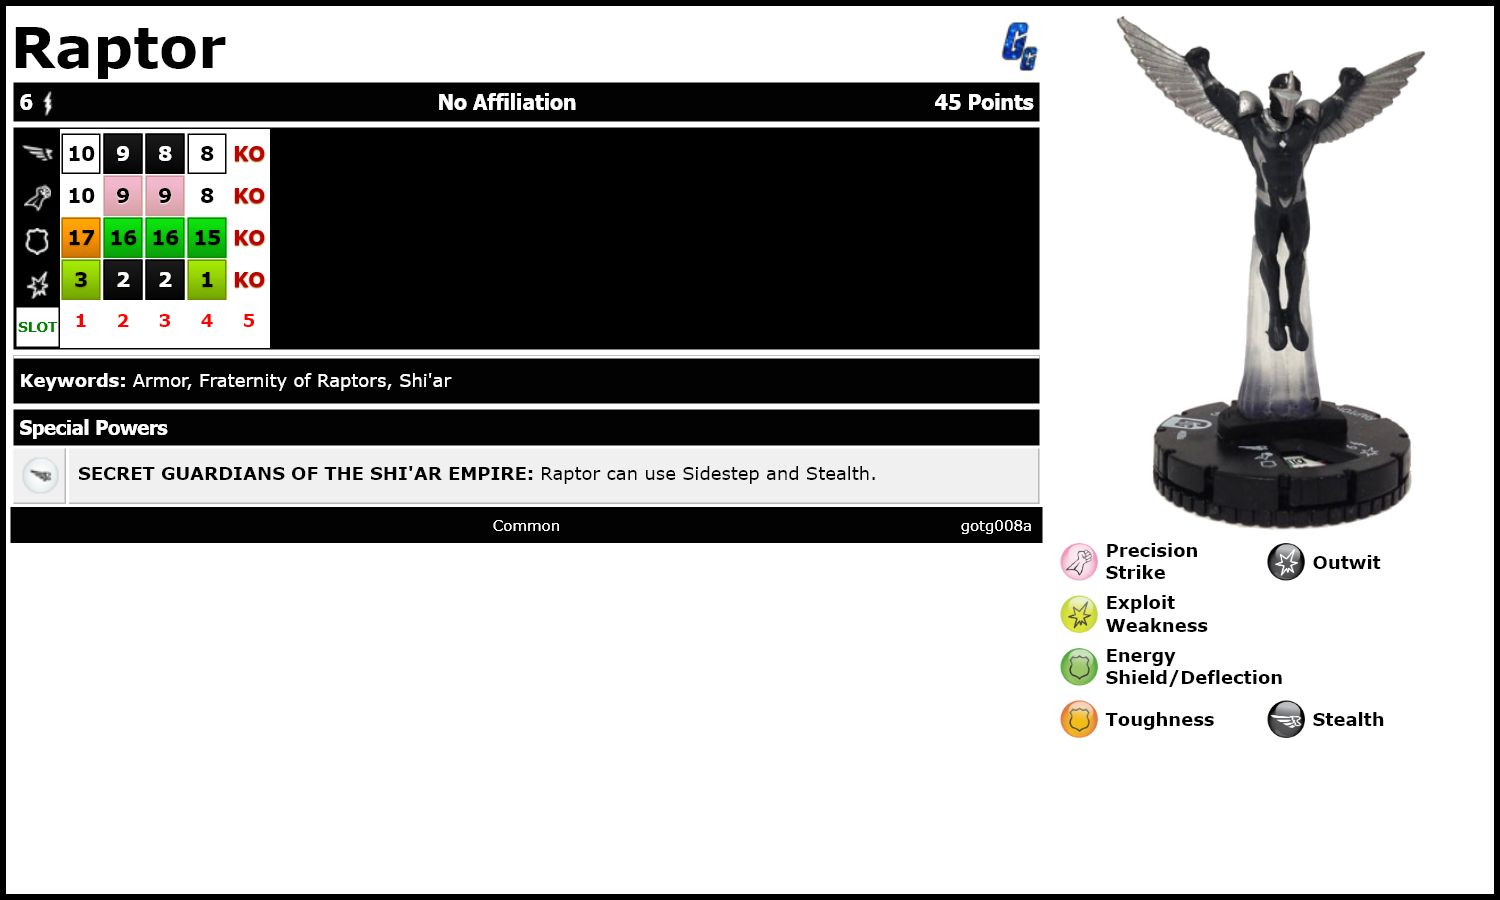 Raptor
GG
6 No Affiliation 45 Points
10 9 8 8 KO
10 9 9 8 KO
17 16 16 15 KO
3 2 2 1 KO
SLOT 1 2 3 4 5
Keywords: Armor, Fraternity of Raptors, Shi'ar
Special Powers
SECRET GUARDIANS OF THE SHI'AR EMPIRE: Raptor can use Sidestep and Stealth.
Common gotg008a
Precision
Strike
Outwit
Exploit
Weakness
Energy
Shield/Deflection
Toughness
Stealth